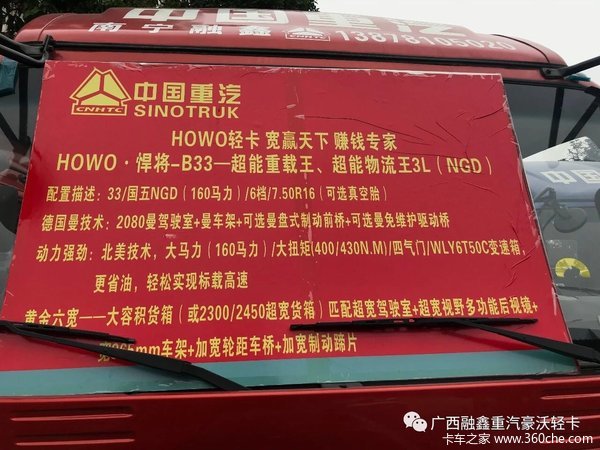 中国重汽
南宁融鑫 CNHTC 13878165020
中国重汽
CNHTC SINOTRUK
HOWO轻卡 宽赢天下 赚钱专家
HOWO·悍将-B33—超能重载王、超能物流王3L(NGD)
配置描述:33/国五NGD(160马力)/6档/7.50R16(可选真空胎)
德国曼技术:2080曼驾驶室+曼车架+可选曼盘式制动前桥+可选曼免维护驱动桥
动力强劲:北美技术,大马力(160马力)/大扭矩(400/430N.M)/四气门/WLY6T50C变速箱,
更省油,轻松实现标载高速
黄金六宽——大容积货箱(或2300/2450超宽货箱)匹配超宽驾驶室+超宽视野多功能后视镜+
65mm车架+加宽轮距车桥+加宽制动蹄片
中国
广西融鑫重汽豪沃轻卡
卡车之家 www.360che.com